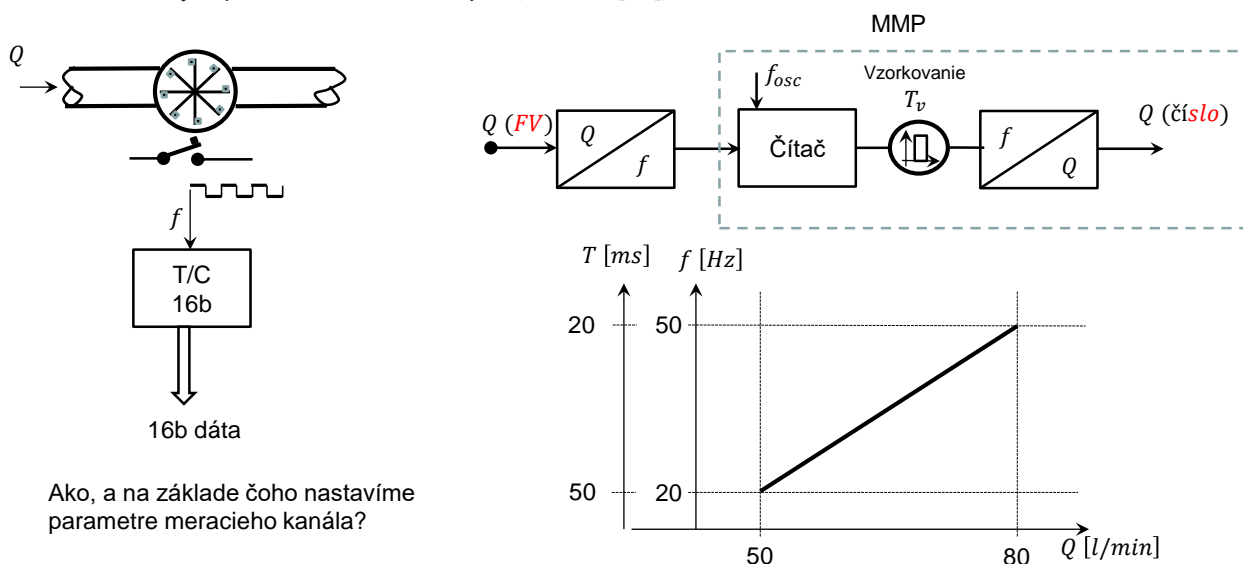 MMP
Q
Q (FV)
Q
f
f_osc
Čítač
Vzorkovanie
T_v
f
Q
Q (číslo)
f
T/C
16b
16b dáta
Ako, a na základe čoho nastavíme
parametre meracieho kanála?
T [ms]
f [Hz]
20
50
50
20
50
80
Q [l/min]